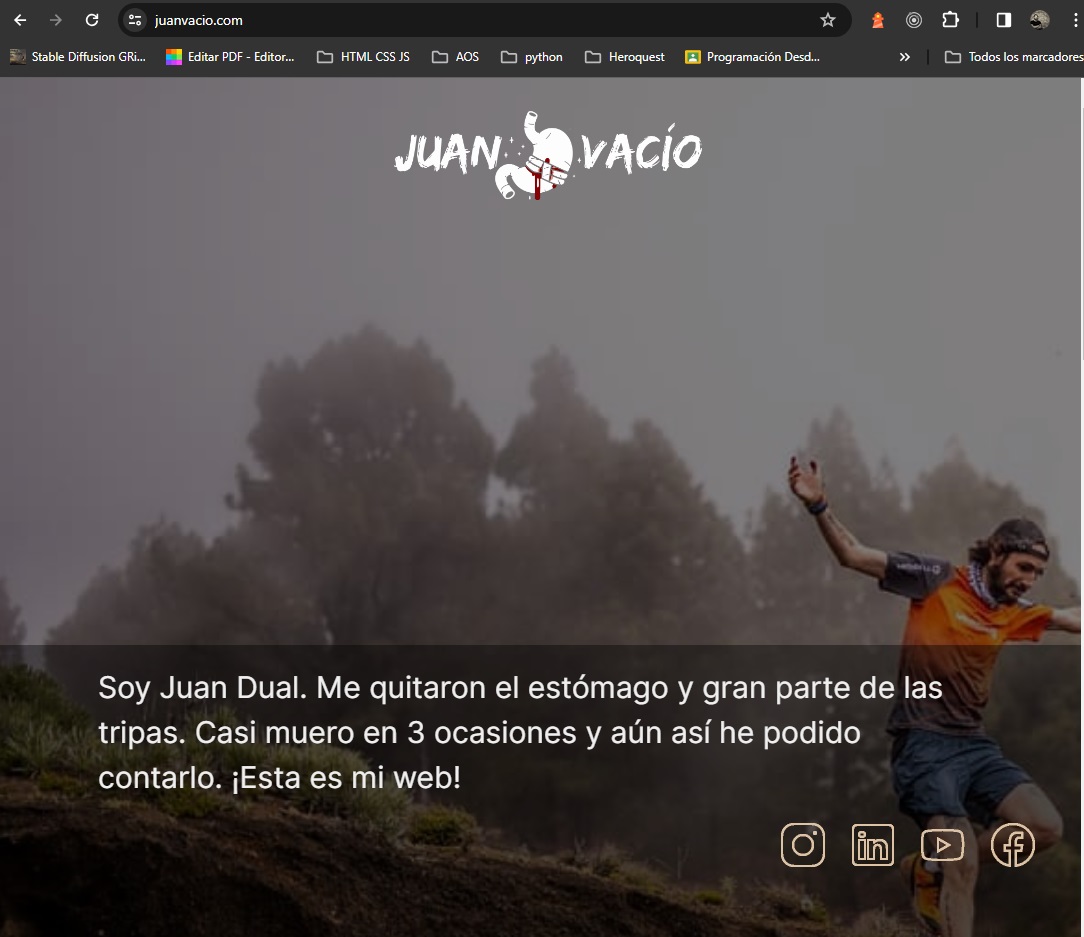 juanvacio.com
Stable Diffusion GRi...
Editar PDF - Editor...
HTML CSS JS
AOS
python
Heroquest
Programación Desd...
Todos los marcadores
JUAN VACÍO
Soy Juan Dual. Me quitaron el estómago y gran parte de las
tripas. Casi muero en 3 ocasiones y aún así he podido
contarlo. ¡Esta es mi web!
in